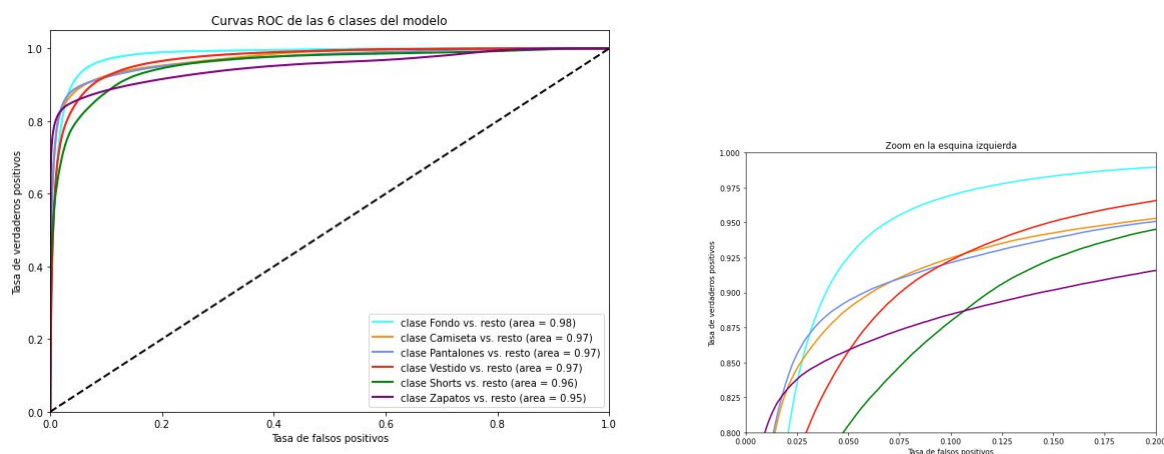 Curvas ROC de las 6 clases del modelo
1.0
0.8
0.6
0.4
0.2
0.0
Tasa de verdaderos positivos
clase Fondo vs. resto (area = 0.98)
clase Camiseta vs. resto (area = 0.97)
clase Pantalones vs. resto (area = 0.97)
clase Vestido vs. resto (area = 0.97)
clase Shorts vs. resto (area = 0.96)
clase Zapatos vs. resto (area = 0.95)
0.0 0.2 0.4 0.6 0.8 1.0
Tasa de falsos positivos
Zoom en la esquina izquierda
1.000
0.975
0.950
0.925
0.900
0.875
0.850
0.825
0.800
Tasa de verdaderos positivos
0.000 0.025 0.050 0.075 0.100 0.125 0.150 0.175 0.200
Tasa de falsos positivos